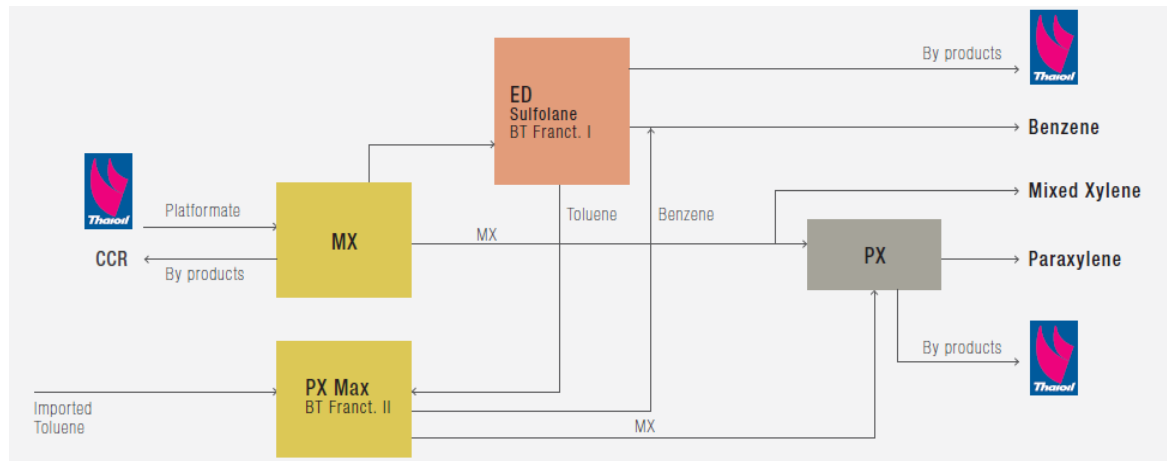 By products
Thaioil
ED
Sulfolane
BT Franct. I
Benzene
Thaioil
Platformate
Mixed Xylene
Toluene
Benzene
MX
MX
CCR
PX
Paraxylene
By products
By products
Thaioil
PX Max
BT Franct. II
Imported
Toluene
MX